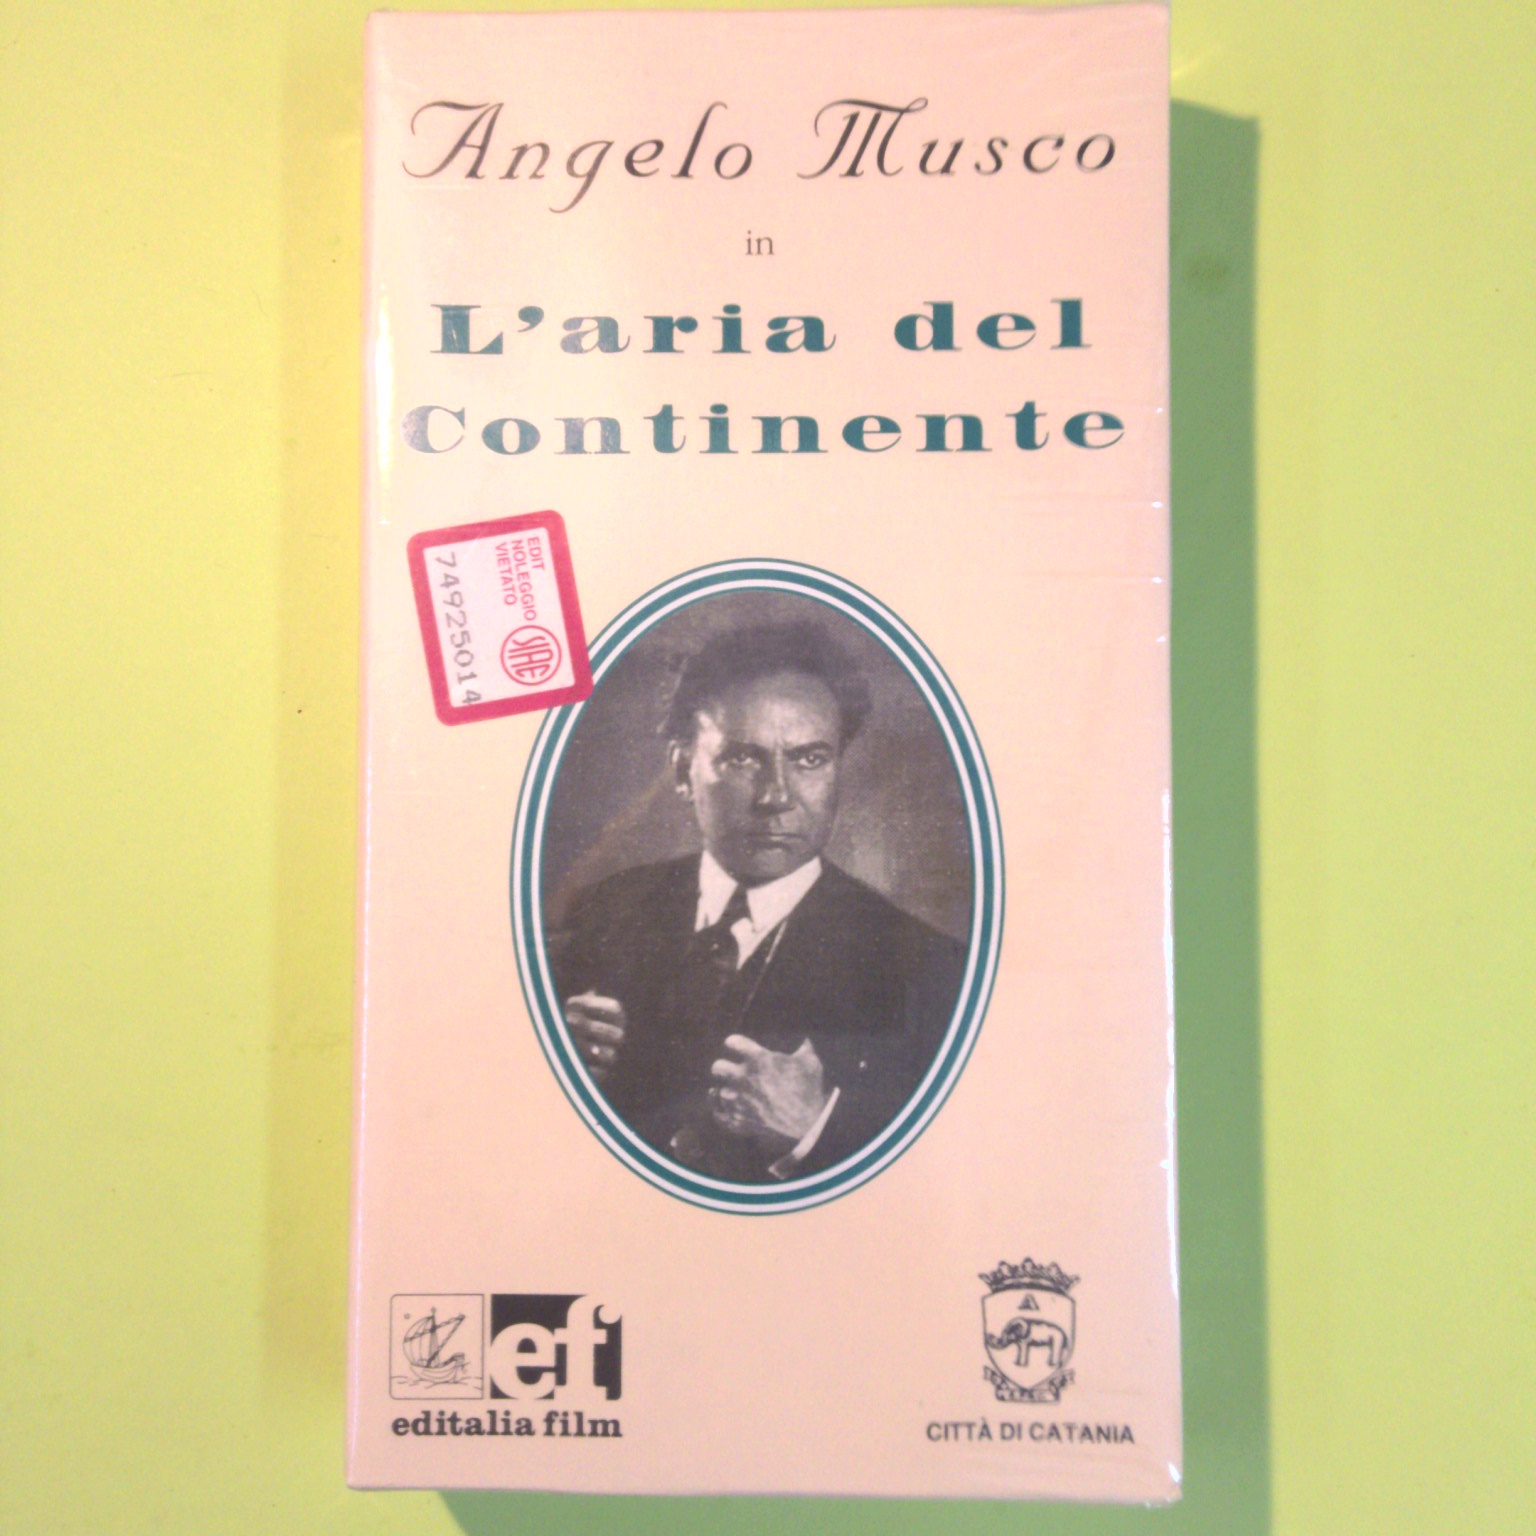 Angelo Musco
in
L'aria del
Continente
EDIT
NOLEGGIO
VIETATO
SIAE
74925014
ef
editalia film
CITTÀ DI CATANIA